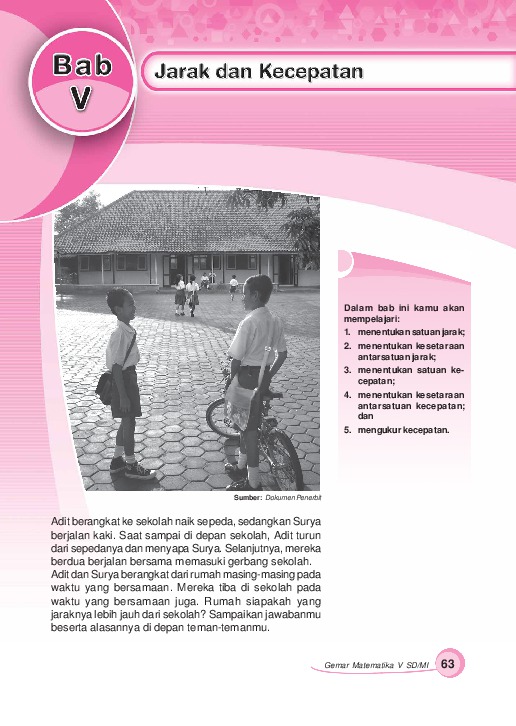 Bab
V
Jarak dan Kecepatan
Dalam bab ini kamu akan
mempelajari:
1. menentukan satuan jarak;
2. menentukan kesetaraan
antarsatuan jarak;
3. menentukan satuan ke-
cepatan;
4. menentukan kesetaraan
antarsatuan kecepatan;
dan
5. mengukur kecepatan.
Sumber: Dokumen Penerbit
Adit berangkat ke sekolah naik sepeda, sedangkan Surya
berjalan kaki. Saat sampai di depan sekolah, Adit turun
dari sepedanya dan menyapa Surya. Selanjutnya, mereka
berdua berjalan bersama memasuki gerbang sekolah.
Adit dan Surya berangkat dari rumah masing-masing pada
waktu yang bersamaan. Mereka tiba di sekolah pada
waktu yang bersamaan juga. Rumah siapakah yang
jaraknya lebih jauh dari sekolah? Sampaikan jawabanmu
beserta alasannya di depan teman-temanmu.
Gemar Matematika V SD/MI
63